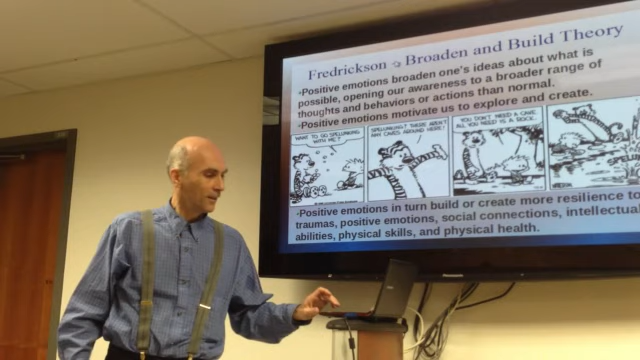 Fredrickson Broaden and Build Theory
•Positive emotions broaden one's ideas about what is
possible, opening our awareness to a broader range of
thoughts and behaviors or actions than normal.
•Positive emotions motivate us to explore and create.
WANT TO GO SPELUNKING
WITH ME?
SPELUNKING? THERE AREN'T
ANY CAVES AROUND HERE!
YOU DON'T NEED A CAVE.
ALL YOU NEED IS A ROCK.
•Positive emotions in turn build or create more resilience to
traumas, positive emotions, social connections, intellectual
abilities, physical skills, and physical health.
Panasonic